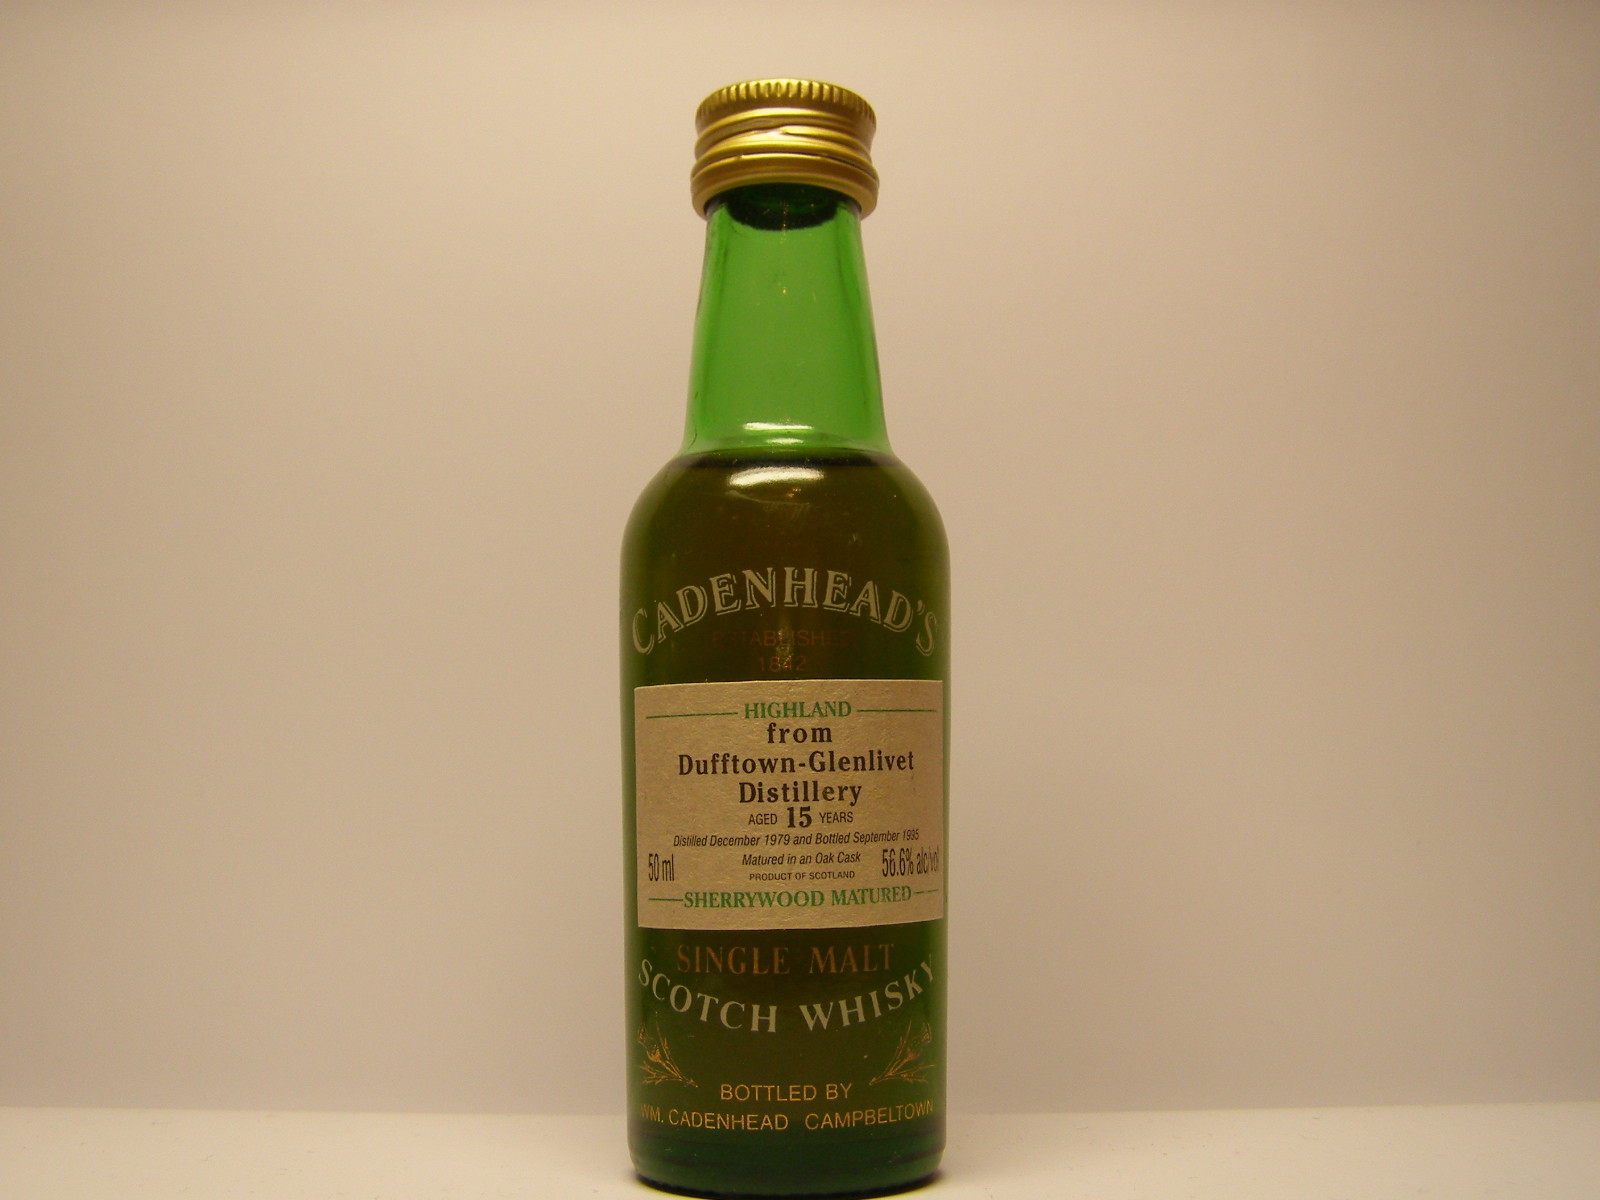 CADENHEAD'S
ESTABLISHED
1842
HIGHLAND
from
Dufftown-Glenlivet
Distillery
AGED 15 YEARS
Distilled December 1979 and Bottled September 1995
Matured in an Oak Cask
50 ml 56.6% alc/vol
PRODUCT OF SCOTLAND
SHERRYWOOD MATURED
SINGLE MALT
SCOTCH WHISKY
BOTTLED BY
WM. CADENHEAD CAMPBELTOWN